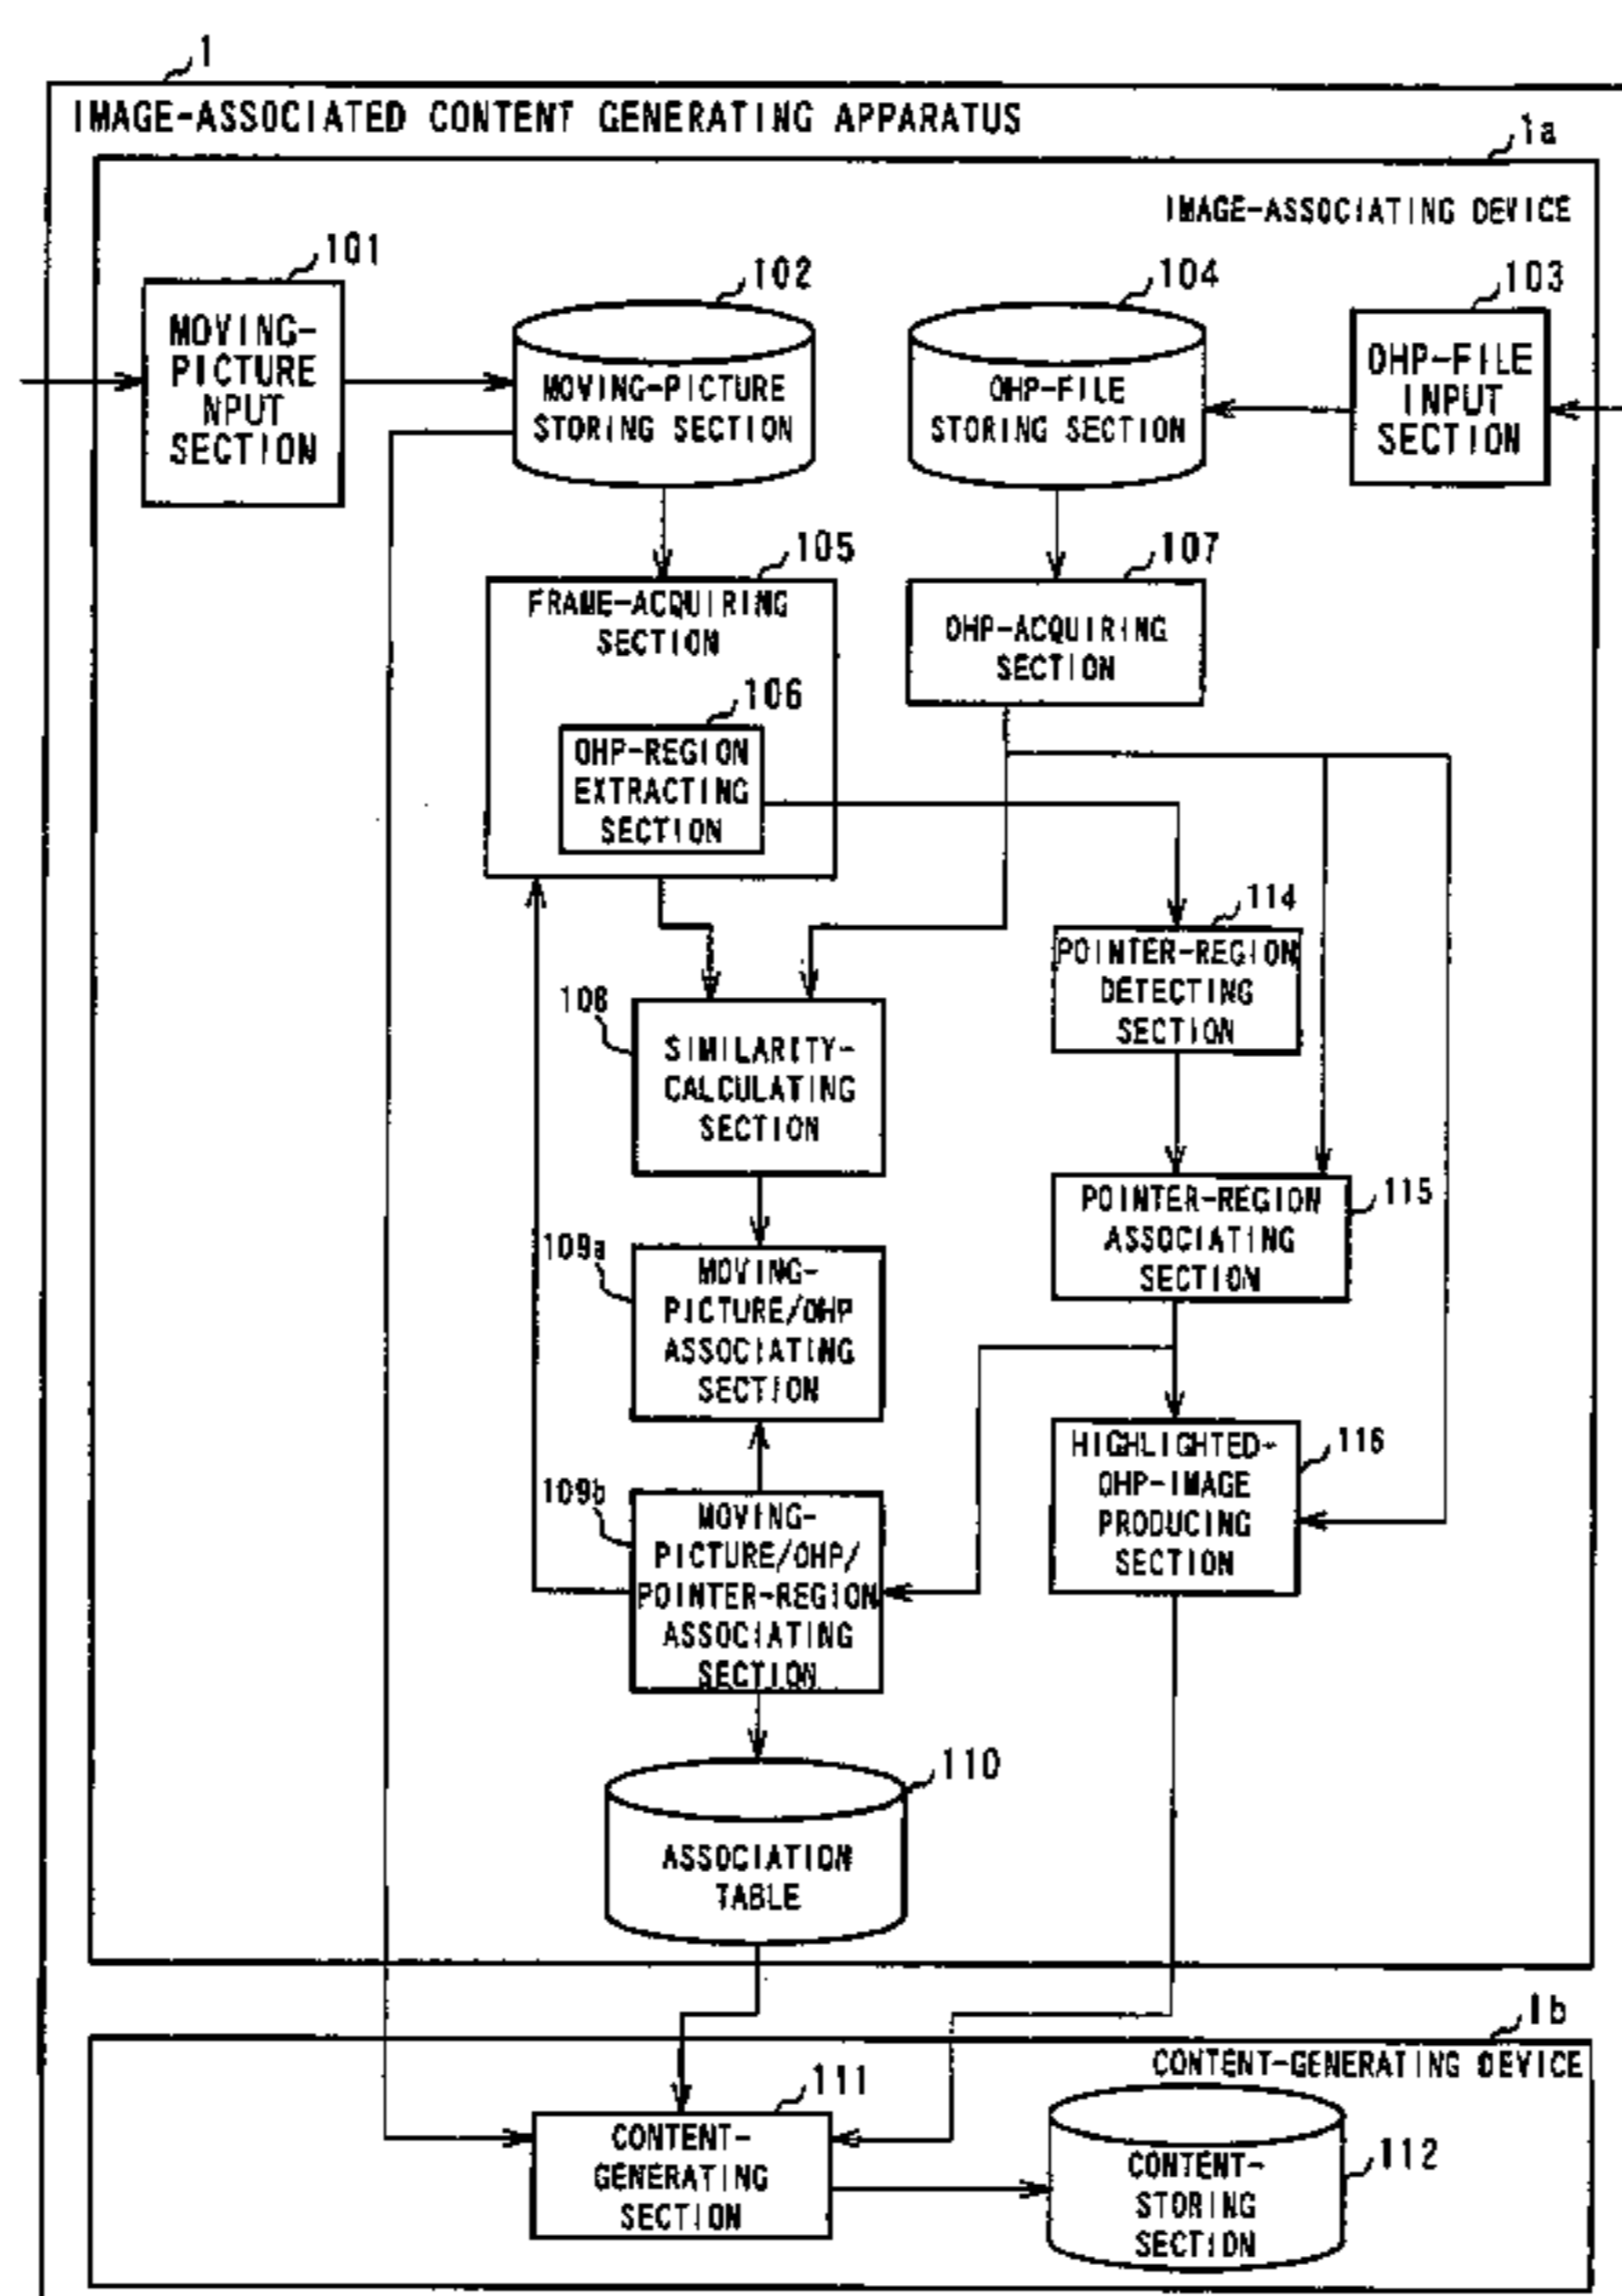 1
IMAGE-ASSOCIATED CONTENT GENERATING APPARATUS
1a
IMAGE-ASSOCIATING DEVICE
101
MOVING-
PICTURE
NPUT
SECTION
102
MOVING-PICTURE
STORING SECTION
104
OHP-FILE
STORING SECTION
103
OHP-FILE
INPUT
SECTION
105
FRAME-ACQUIRING
SECTION
106
OHP-REGION
EXTRACTING
SECTION
107
OHP-ACQUIRING
SECTION
114
POINTER-REGION
DETECTING
SECTION
108
SIMILARITY-
CALCULATING
SECTION
115
POINTER-REGION
ASSOCIATING
SECTION
109a
MOVING-
PICTURE/OHP
ASSOCIATING
SECTION
116
HIGHLIGHTED-
OHP-IMAGE
PRODUCING
SECTION
109b
MOVING-
PICTURE/OHP/
POINTER-REGION
ASSOCIATING
SECTION
110
ASSOCIATION
TABLE
1b
CONTENT-GENERATING DEVICE
111
CONTENT-
GENERATING
SECTION
112
CONTENT-
STORING
SECTION